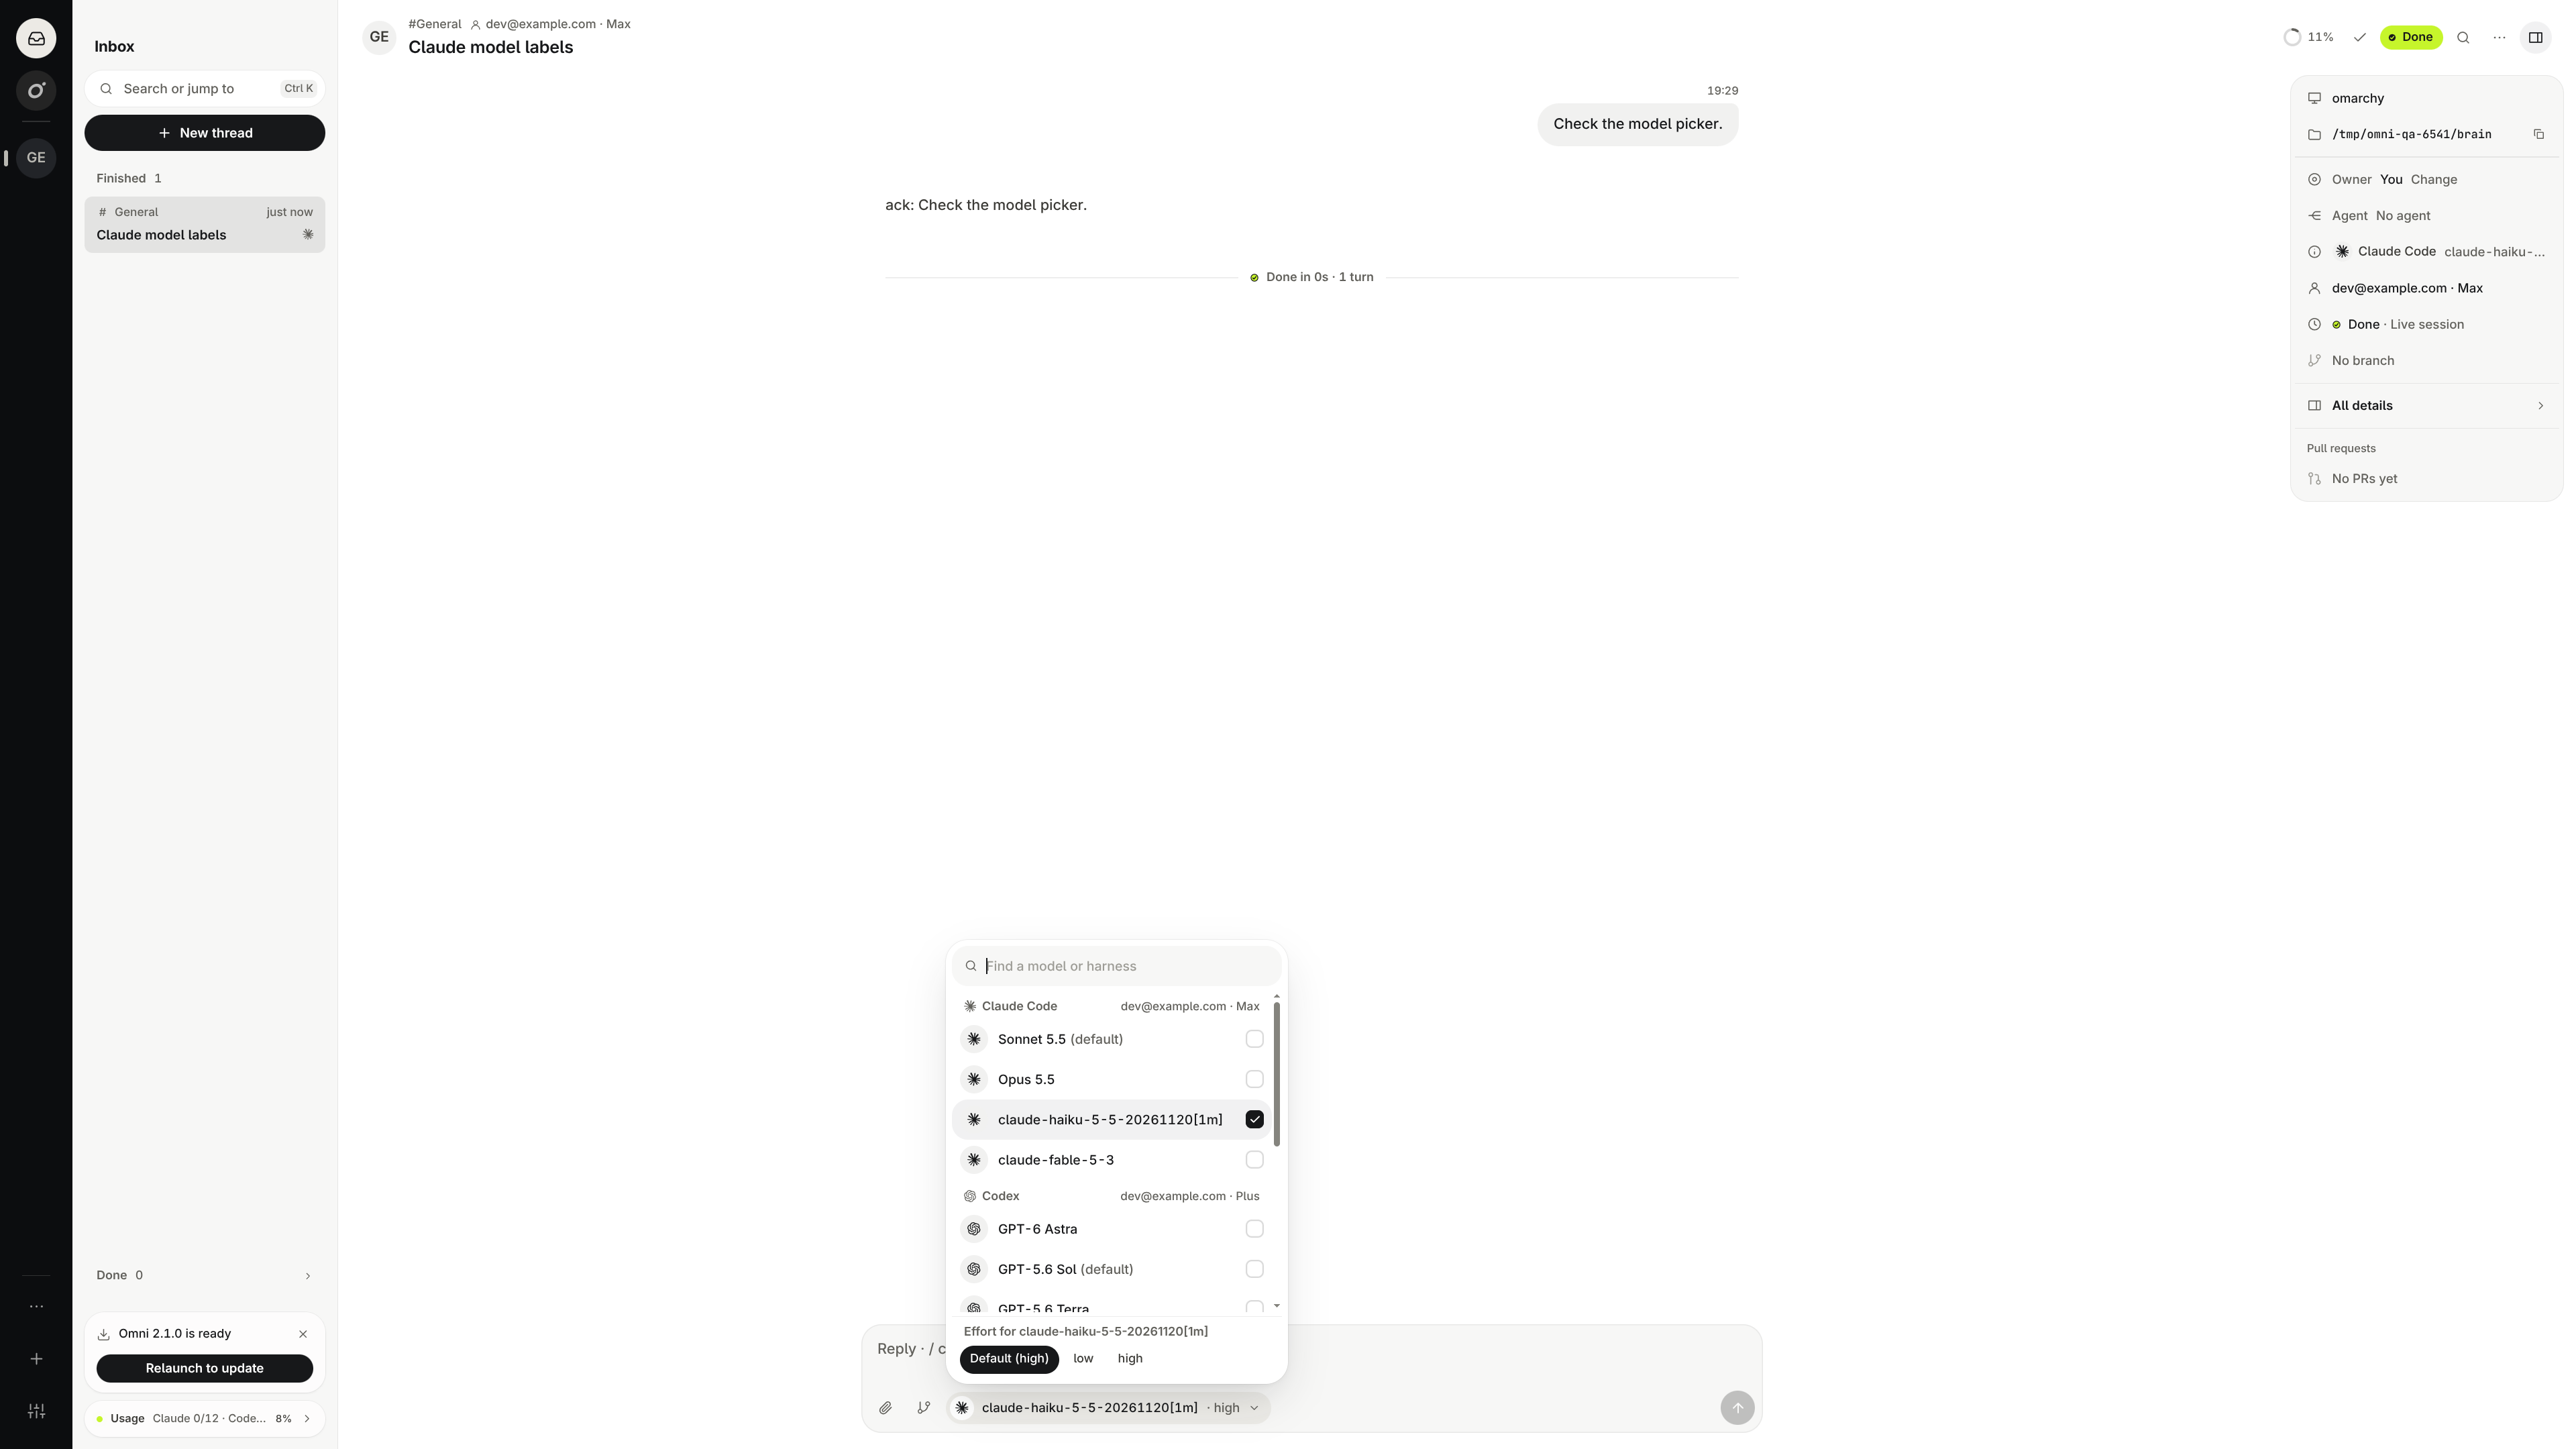 Inbox
Search or jump to Ctrl K
New thread
GE
Finished 1
# General just now
Claude model labels
Done 0
Omni 2.1.0 is ready
Relaunch to update
Usage Claude 0/12 · Code... 8%
GE
#General dev@example.com · Max
Claude model labels
11%
Done
19:29
Check the model picker.
ack: Check the model picker.
Done in 0s · 1 turn
omarchy
/tmp/omni-qa-6541/brain
Owner You Change
Agent No agent
Claude Code claude-haiku-...
dev@example.com · Max
Done · Live session
No branch
All details
Pull requests
No PRs yet
Find a model or harness
Claude Code dev@example.com · Max
Sonnet 5.5 (default)
Opus 5.5
claude-haiku-5-5-20261120[1m]
claude-fable-5-3
Codex dev@example.com · Plus
GPT-6 Astra
GPT-5.6 Sol (default)
GPT-5.6 Terra
Effort for claude-haiku-5-5-20261120[1m]
Default (high) low high
Reply · / c
claude-haiku-5-5-20261120[1m] · high